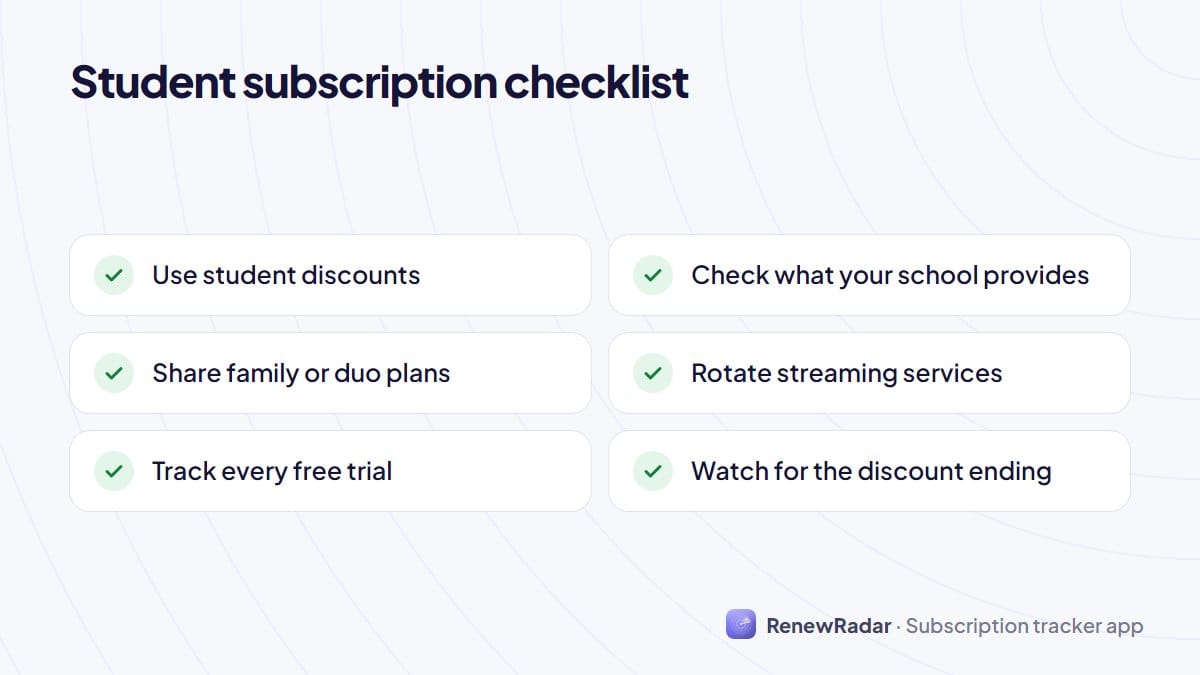 Student subscription checklist
Use student discounts
Check what your school provides
Share family or duo plans
Rotate streaming services
Track every free trial
Watch for the discount ending
RenewRadar · Subscription tracker app